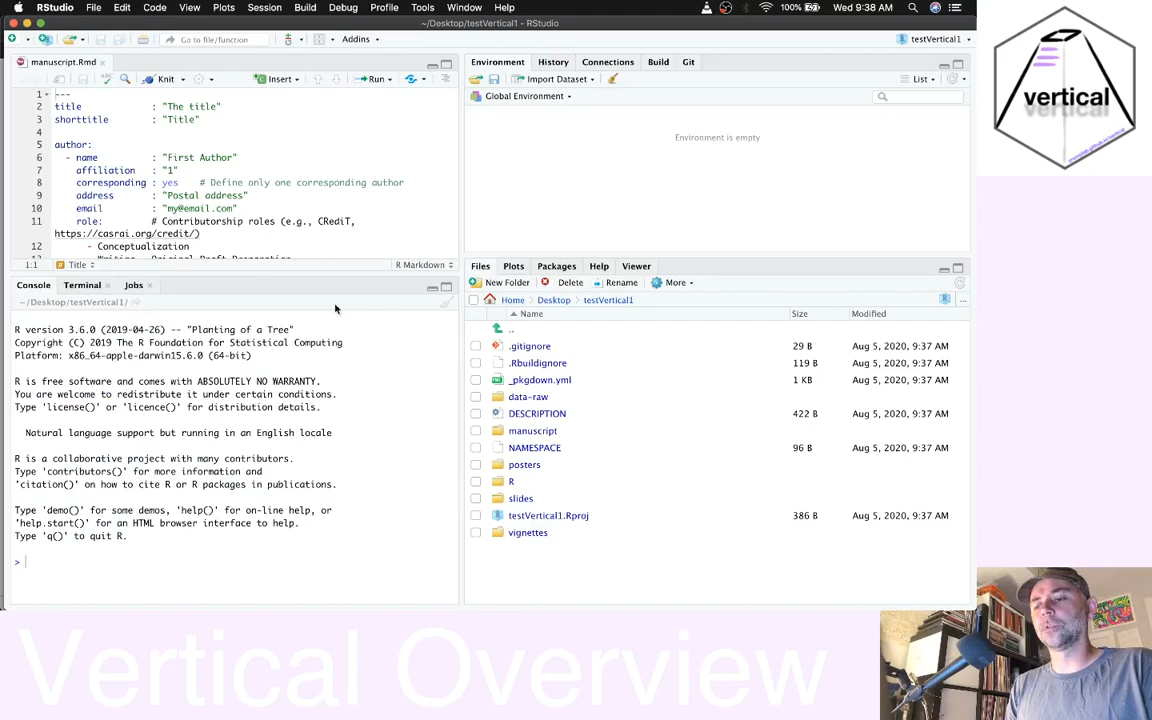 RStudio File Edit Code View Plots Session Build Debug Profile Tools Window Help 100% Wed 9:38 AM
~/Desktop/testVertical1 - RStudio
Go to file/function Addins testVertical1
manuscript.Rmd
Knit Insert Run
1 ---
2 title : "The title"
3 shorttitle : "Title"
4
5 author:
6 - name : "First Author"
7 affiliation : "1"
8 corresponding : yes # Define only one corresponding author
9 address : "Postal address"
10 email : "my@email.com"
11 role: # Contributorship roles (e.g., CRediT,
https://casrai.org/credit/)
12 - Conceptualization
- Writing - Original Draft Preparation
1:1 Title R Markdown
Console Terminal Jobs
~/Desktop/testVertical1/
R version 3.6.0 (2019-04-26) -- "Planting of a Tree"
Copyright (C) 2019 The R Foundation for Statistical Computing
Platform: x86_64-apple-darwin15.6.0 (64-bit)
R is free software and comes with ABSOLUTELY NO WARRANTY.
You are welcome to redistribute it under certain conditions.
Type 'license()' or 'licence()' for distribution details.
Natural language support but running in an English locale
R is a collaborative project with many contributors.
Type 'contributors()' for more information and
'citation()' on how to cite R or R packages in publications.
Type 'demo()' for some demos, 'help()' for on-line help, or
'help.start()' for an HTML browser interface to help.
Type 'q()' to quit R.
>
Environment History Connections Build Git
Import Dataset List
Global Environment
Environment is empty
Files Plots Packages Help Viewer
New Folder Delete Rename More
Home Desktop testVertical1 ...
Name Size Modified
..
.gitignore 29 B Aug 5, 2020, 9:37 AM
.Rbuildignore 119 B Aug 5, 2020, 9:37 AM
_pkgdown.yml 1 KB Aug 5, 2020, 9:37 AM
data-raw
DESCRIPTION 422 B Aug 5, 2020, 9:37 AM
manuscript
NAMESPACE 96 B Aug 5, 2020, 9:37 AM
posters
R
slides
testVertical1.Rproj 386 B Aug 5, 2020, 9:37 AM
vignettes
vertical
Vertical Overview